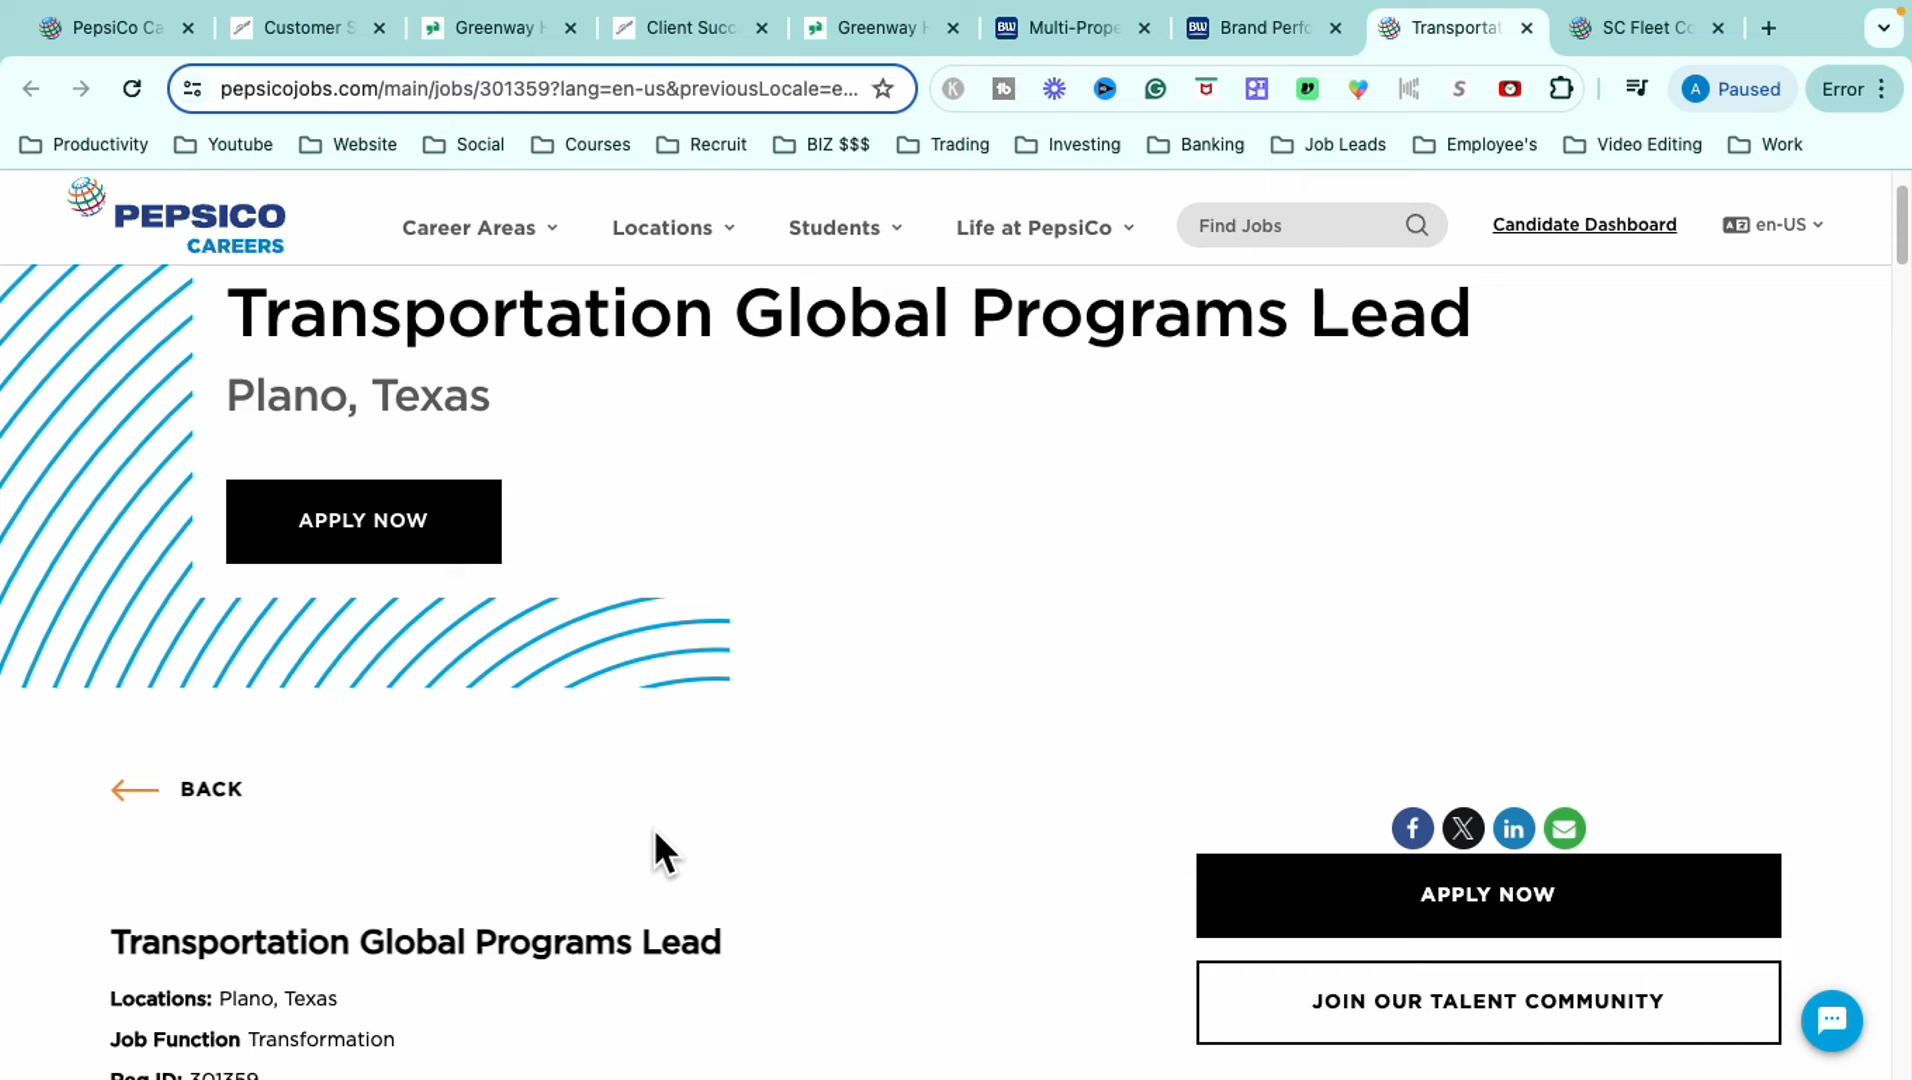 PepsiCo Ca
Customer S
Greenway H
Client Succ
Greenway H
Multi-Prope
Brand Perfo
Transportat
SC Fleet Co
pepsicojobs.com/main/jobs/301359?lang=en-us&previousLocale=e...
A Paused
Error
Productivity
Youtube
Website
Social
Courses
Recruit
BIZ $$$
Trading
Investing
Banking
Job Leads
Employee's
Video Editing
Work
PEPSICO
CAREERS
Career Areas
Locations
Students
Life at PepsiCo
Find Jobs
Candidate Dashboard
en-US
Transportation Global Programs Lead
Plano, Texas
APPLY NOW
BACK
APPLY NOW
JOIN OUR TALENT COMMUNITY
Transportation Global Programs Lead
Locations: Plano, Texas
Job Function Transformation
Req ID: 301359